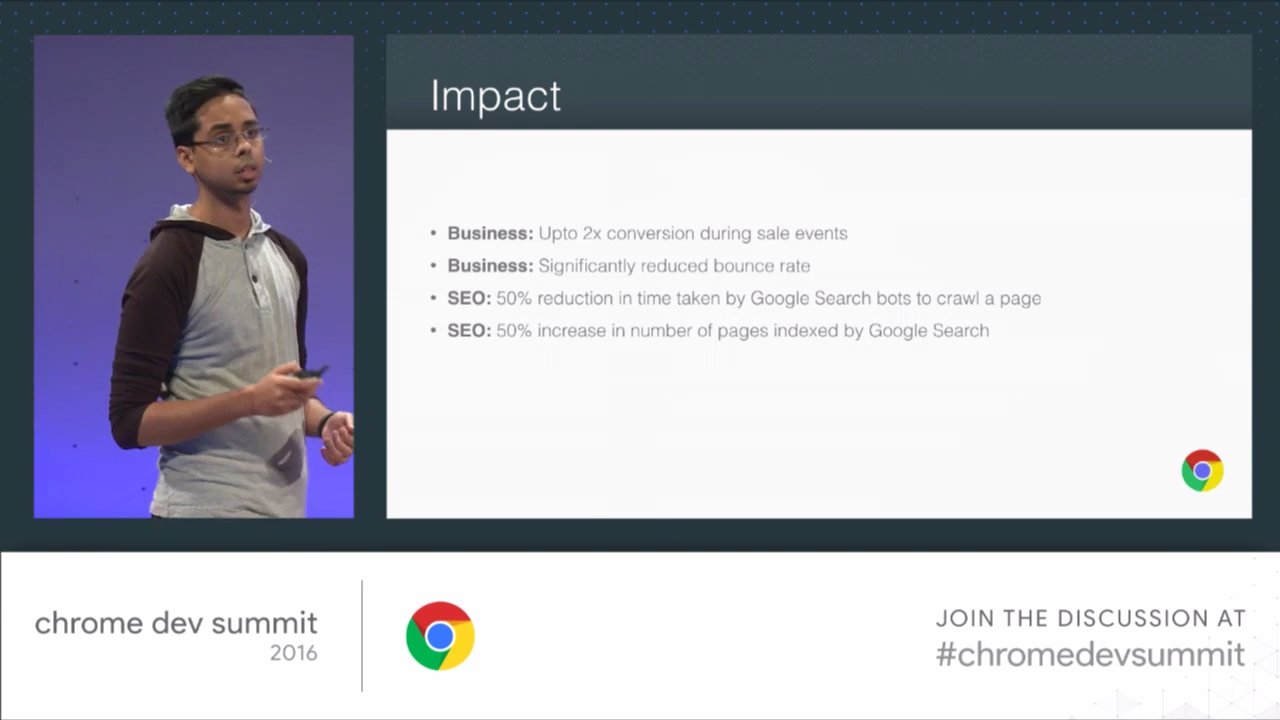 Impact
• Business: Upto 2x conversion during sale events
• Business: Significantly reduced bounce rate
• SEO: 50% reduction in time taken by Google Search bots to crawl a page
• SEO: 50% increase in number of pages indexed by Google Search
chrome dev summit
2016
JOIN THE DISCUSSION AT
#chromedevsummit